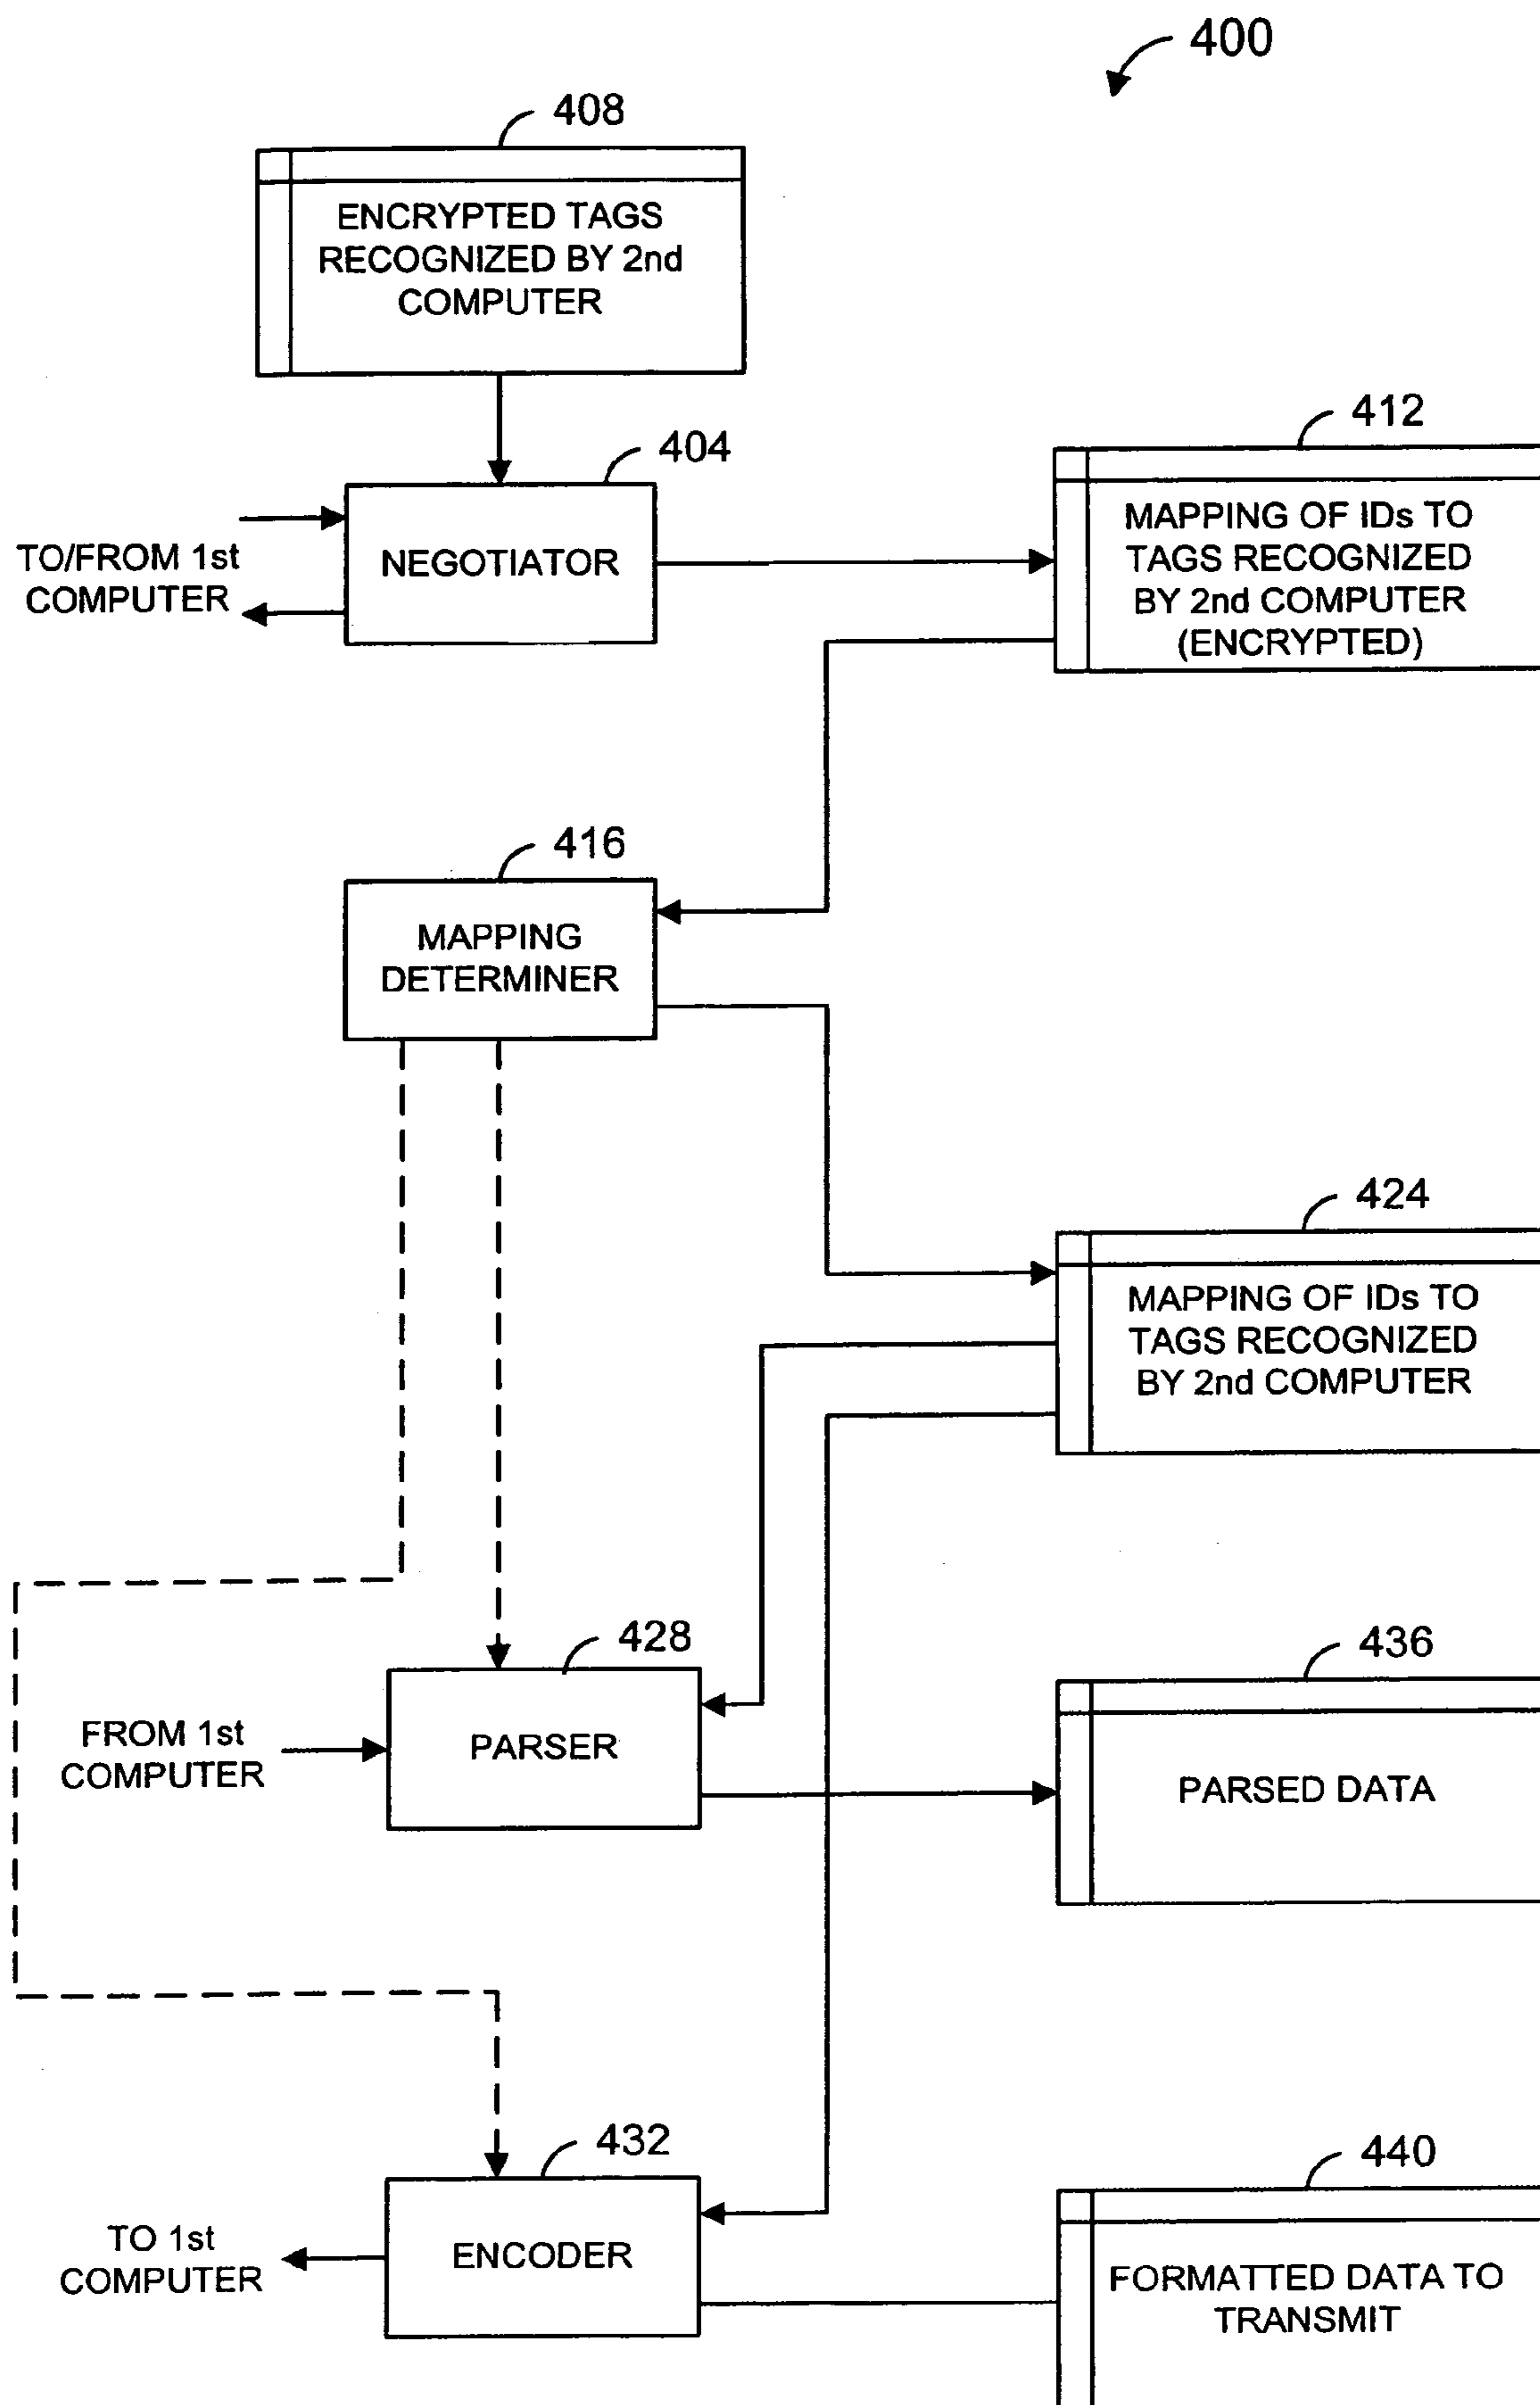 400
408
ENCRYPTED TAGS
RECOGNIZED BY 2nd
COMPUTER
404
412
NEGOTIATOR
TO/FROM 1st
COMPUTER
MAPPING OF IDs TO
TAGS RECOGNIZED
BY 2nd COMPUTER
(ENCRYPTED)
416
MAPPING
DETERMINER
424
MAPPING OF IDs TO
TAGS RECOGNIZED
BY 2nd COMPUTER
428
436
FROM 1st
COMPUTER
PARSER
PARSED DATA
432
440
TO 1st
COMPUTER
ENCODER
FORMATTED DATA TO
TRANSMIT